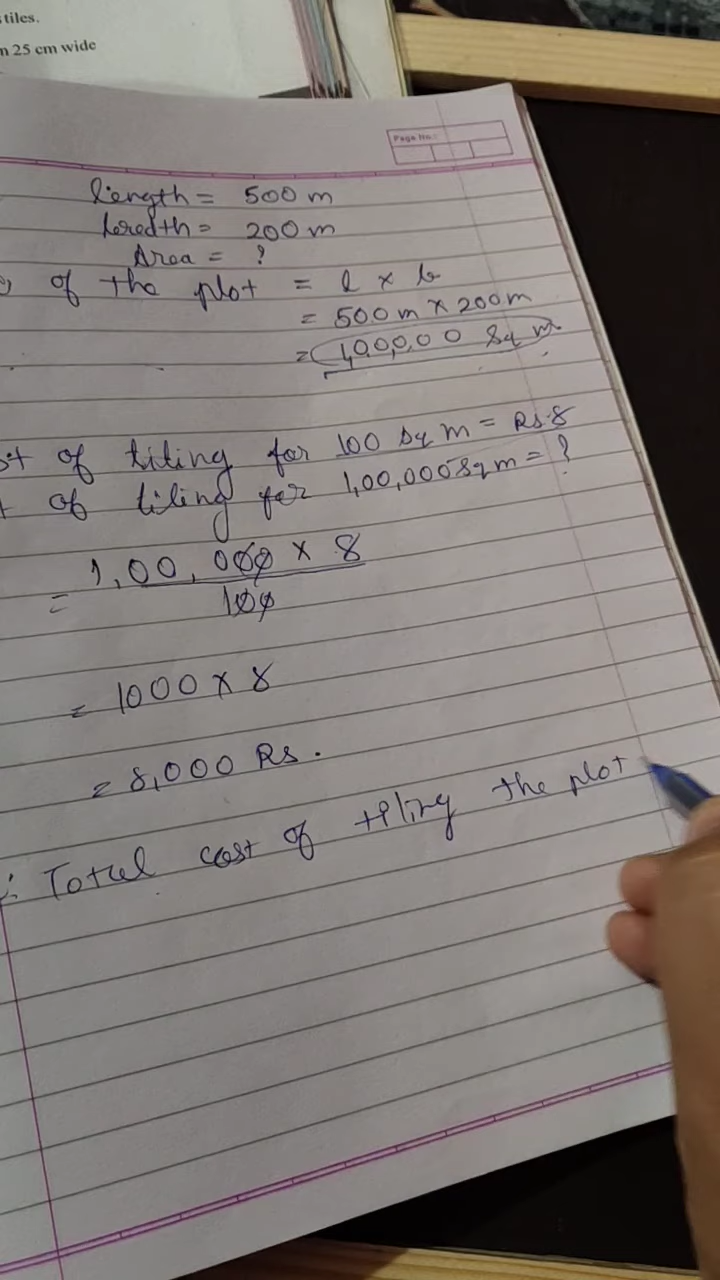 tiles.
25 cm wide
Page No.:
length = 500 m
bredth = 200 m
Area = ?
of the plot = l × b
= 500 m × 200 m
= 1,00,000 Sq m
of tiling for 100 Sq m = Rs 8
of tiling for 1,00,000 Sq m = ?
= 1,00,000 × 8
100
= 1000 × 8
= 8,000 Rs.
∴ Total cost of tiling the plot